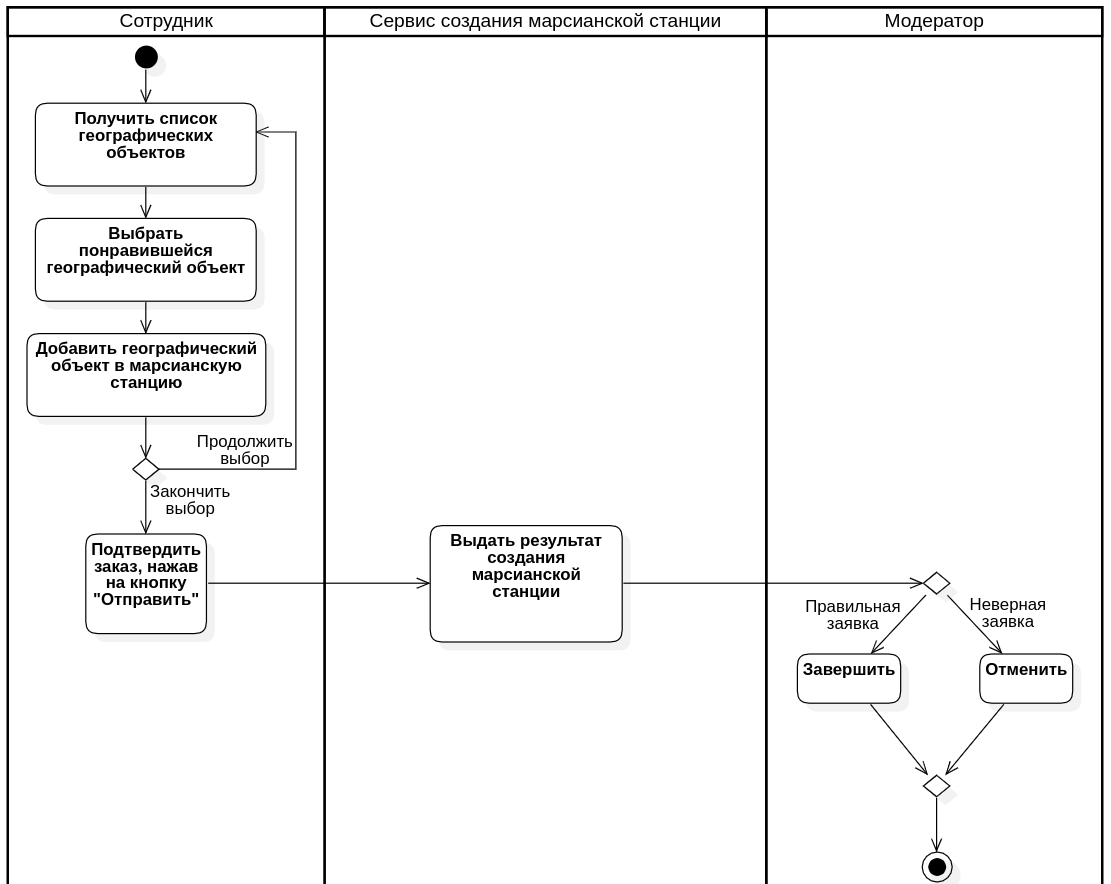 Сотрудник
Сервис создания марсианской станции
Модератор
Получить список
географических
объектов
Выбрать
понравившейся
географический объект
Добавить географический
объект в марсианскую
станцию
Продолжить
выбор
Закончить
выбор
Подтвердить
заказ, нажав
на кнопку
"Отправить"
Выдать результат
создания
марсианской
станции
Правильная
заявка
Неверная
заявка
Завершить
Отменить